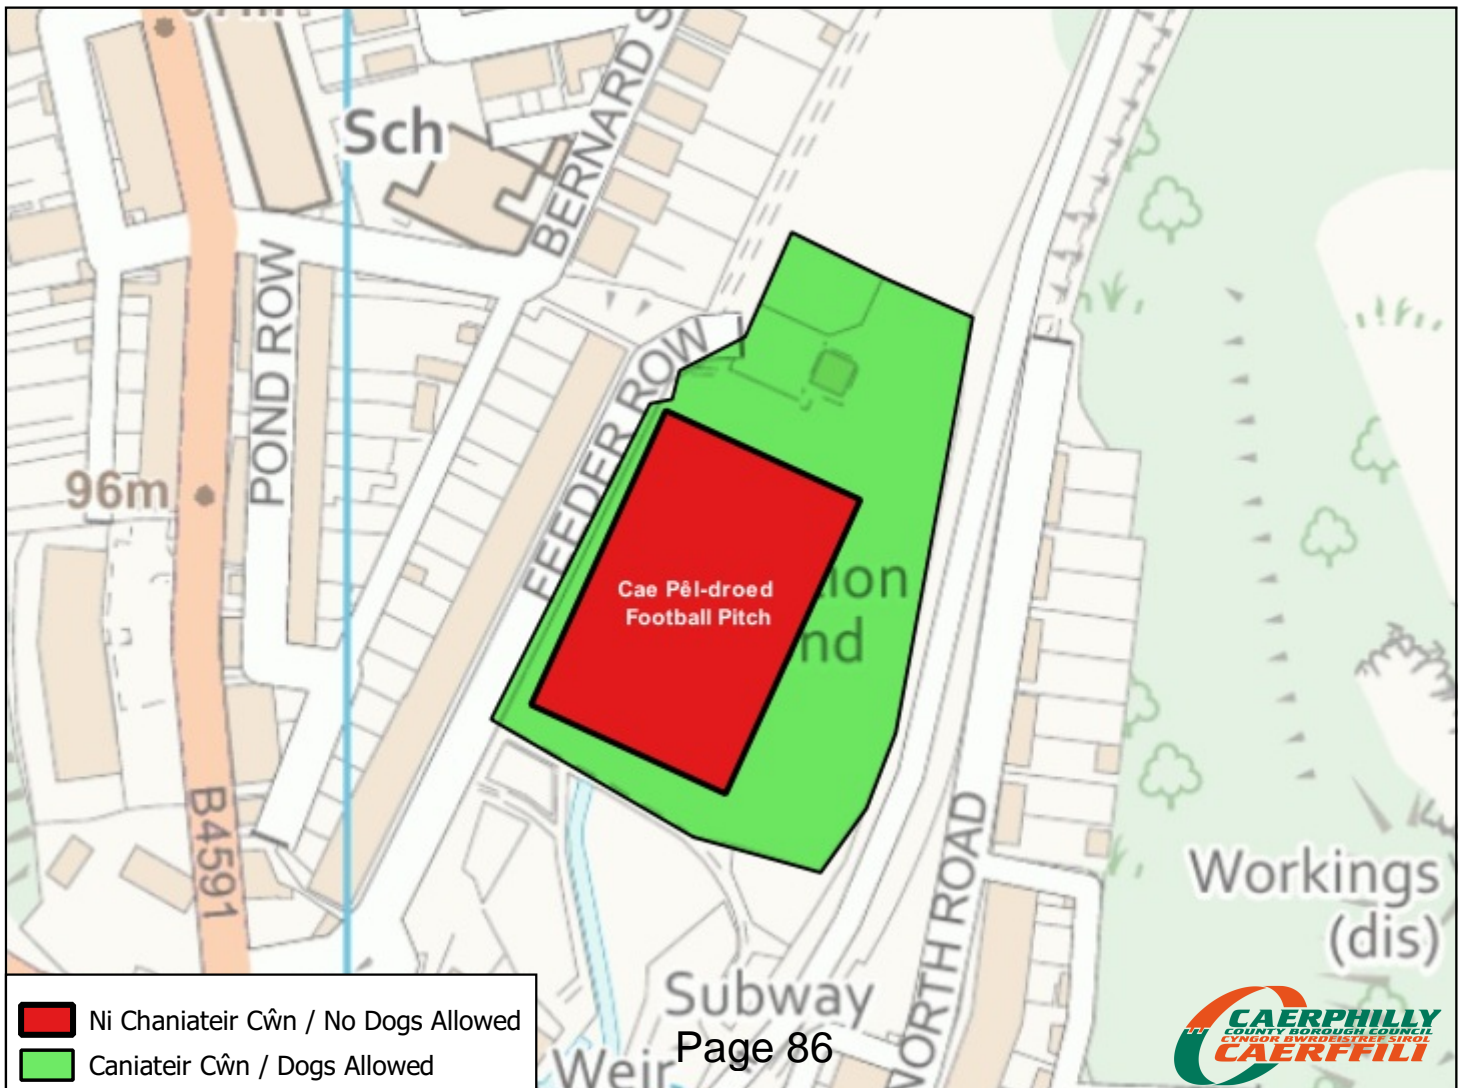 Sch
BERNARD S
POND ROW
FEEDER ROW
96m
Cae Pêl-droed
Football Pitch
ion
nd
B4591
NORTH ROAD
Workings
(dis)
Subway
Weir
Ni Chaniateir Cŵn / No Dogs Allowed
Caniateir Cŵn / Dogs Allowed
Page 86
CAERPHILLY
COUNTY BOROUGH COUNCIL
CYNGOR BWRDEISTREF SIROL
CAERFFILI